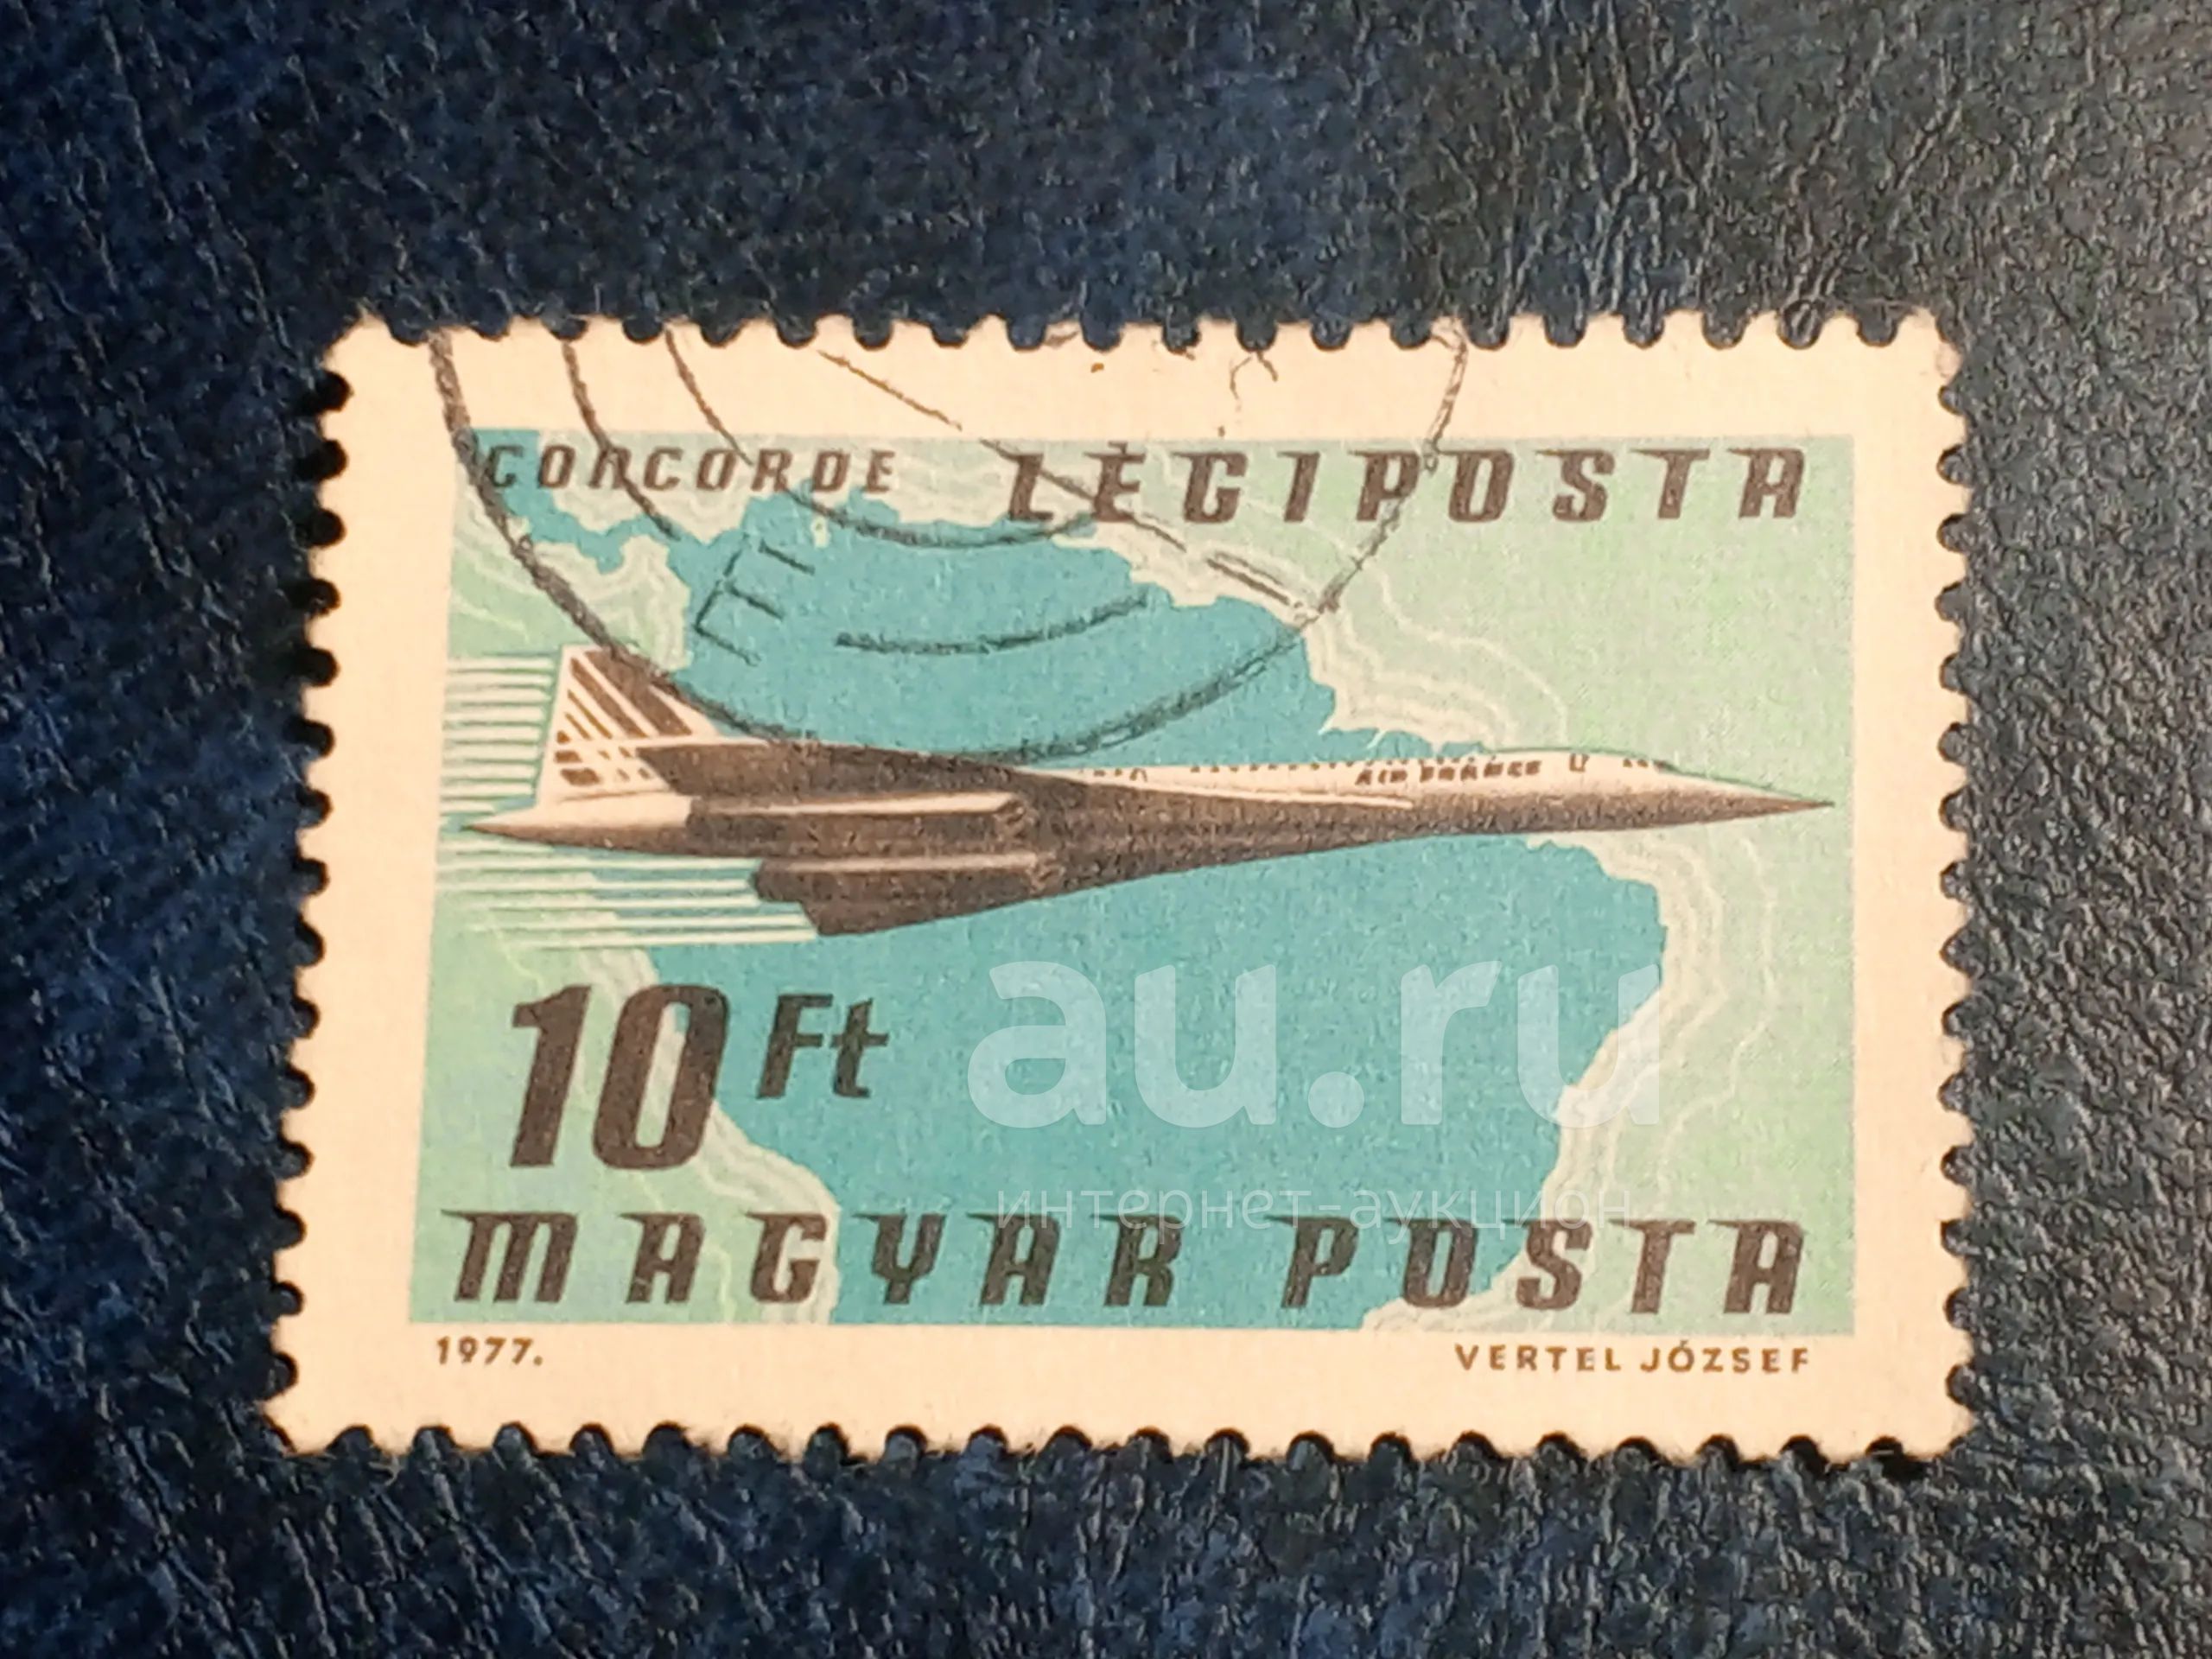 CONCORDE LÉGIPOSTA
AIR FRANCE
10 Ft
au.ru
интернет-аукцион
MAGYAR POSTA
1977. VERTEL JÓZSEF